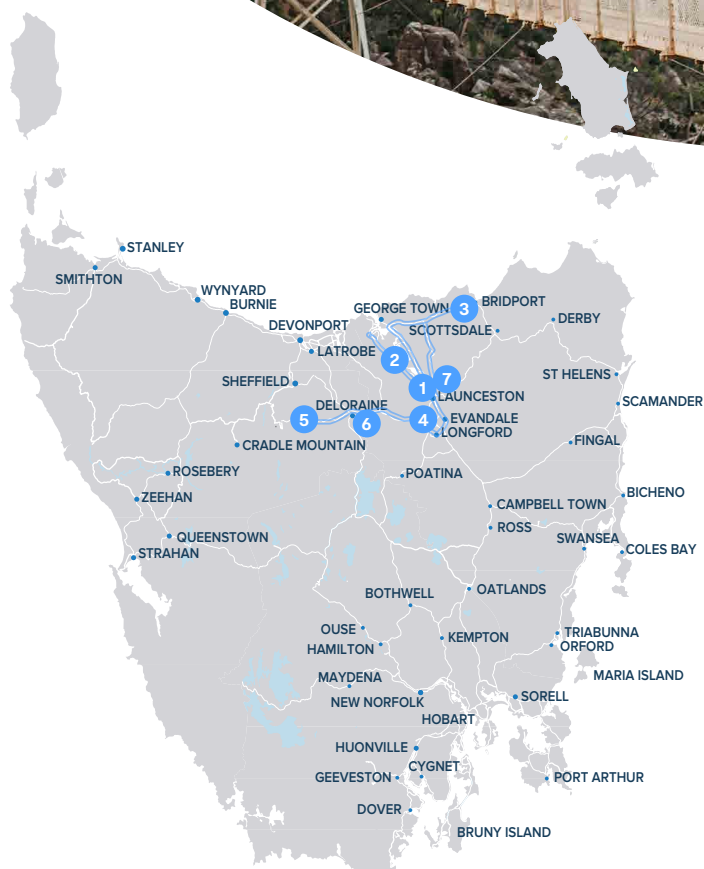 STANLEY
SMITHTON
WYNYARD
BURNIE
GEORGE TOWN
3
BRIDPORT
DEVONPORT
SCOTTSDALE
DERBY
LATROBE
2
SHEFFIELD
1
7
ST HELENS
LAUNCESTON
SCAMANDER
DELORAINE
5
6
4
EVANDALE
LONGFORD
CRADLE MOUNTAIN
FINGAL
ROSEBERY
POATINA
ZEEHAN
BICHENO
CAMPBELL TOWN
ROSS
QUEENSTOWN
SWANSEA
STRAHAN
COLES BAY
BOTHWELL
OATLANDS
OUSE
HAMILTON
KEMPTON
TRIABUNNA
ORFORD
MAYDENA
MARIA ISLAND
NEW NORFOLK
SORELL
HOBART
HUONVILLE
CYGNET
GEEVESTON
PORT ARTHUR
DOVER
BRUNY ISLAND